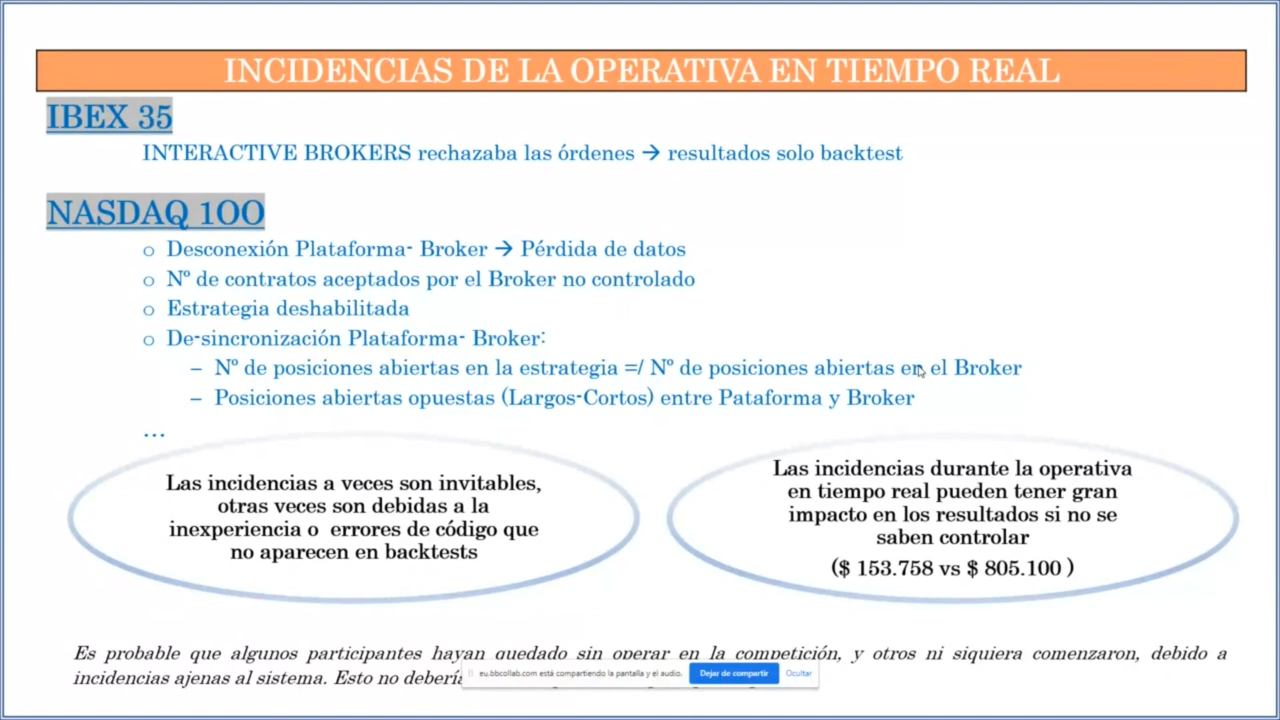 INCIDENCIAS DE LA OPERATIVA EN TIEMPO REAL
IBEX 35
INTERACTIVE BROKERS rechazaba las órdenes → resultados solo backtest
NASDAQ 1OO
o Desconexión Plataforma- Broker → Pérdida de datos
o Nº de contratos aceptados por el Broker no controlado
o Estrategia deshabilitada
o De-sincronización Plataforma- Broker:
– Nº de posiciones abiertas en la estrategia =/ Nº de posiciones abiertas en el Broker
– Posiciones abiertas opuestas (Largos-Cortos) entre Pataforma y Broker
…
Las incidencias a veces son invitables,
otras veces son debidas a la
inexperiencia o errores de código que
no aparecen en backtests
Las incidencias durante la operativa
en tiempo real pueden tener gran
impacto en los resultados si no se
saben controlar
($ 153.758 vs $ 805.100 )
Es probable que algunos participantes hayan quedado sin operar en la competición, y otros ni siquiera comenzaron, debido a
incidencias ajenas al sistema. Esto no debería
eu.bbcollab.com está compartiendo la pantalla y el audio.
Dejar de compartir
Ocultar